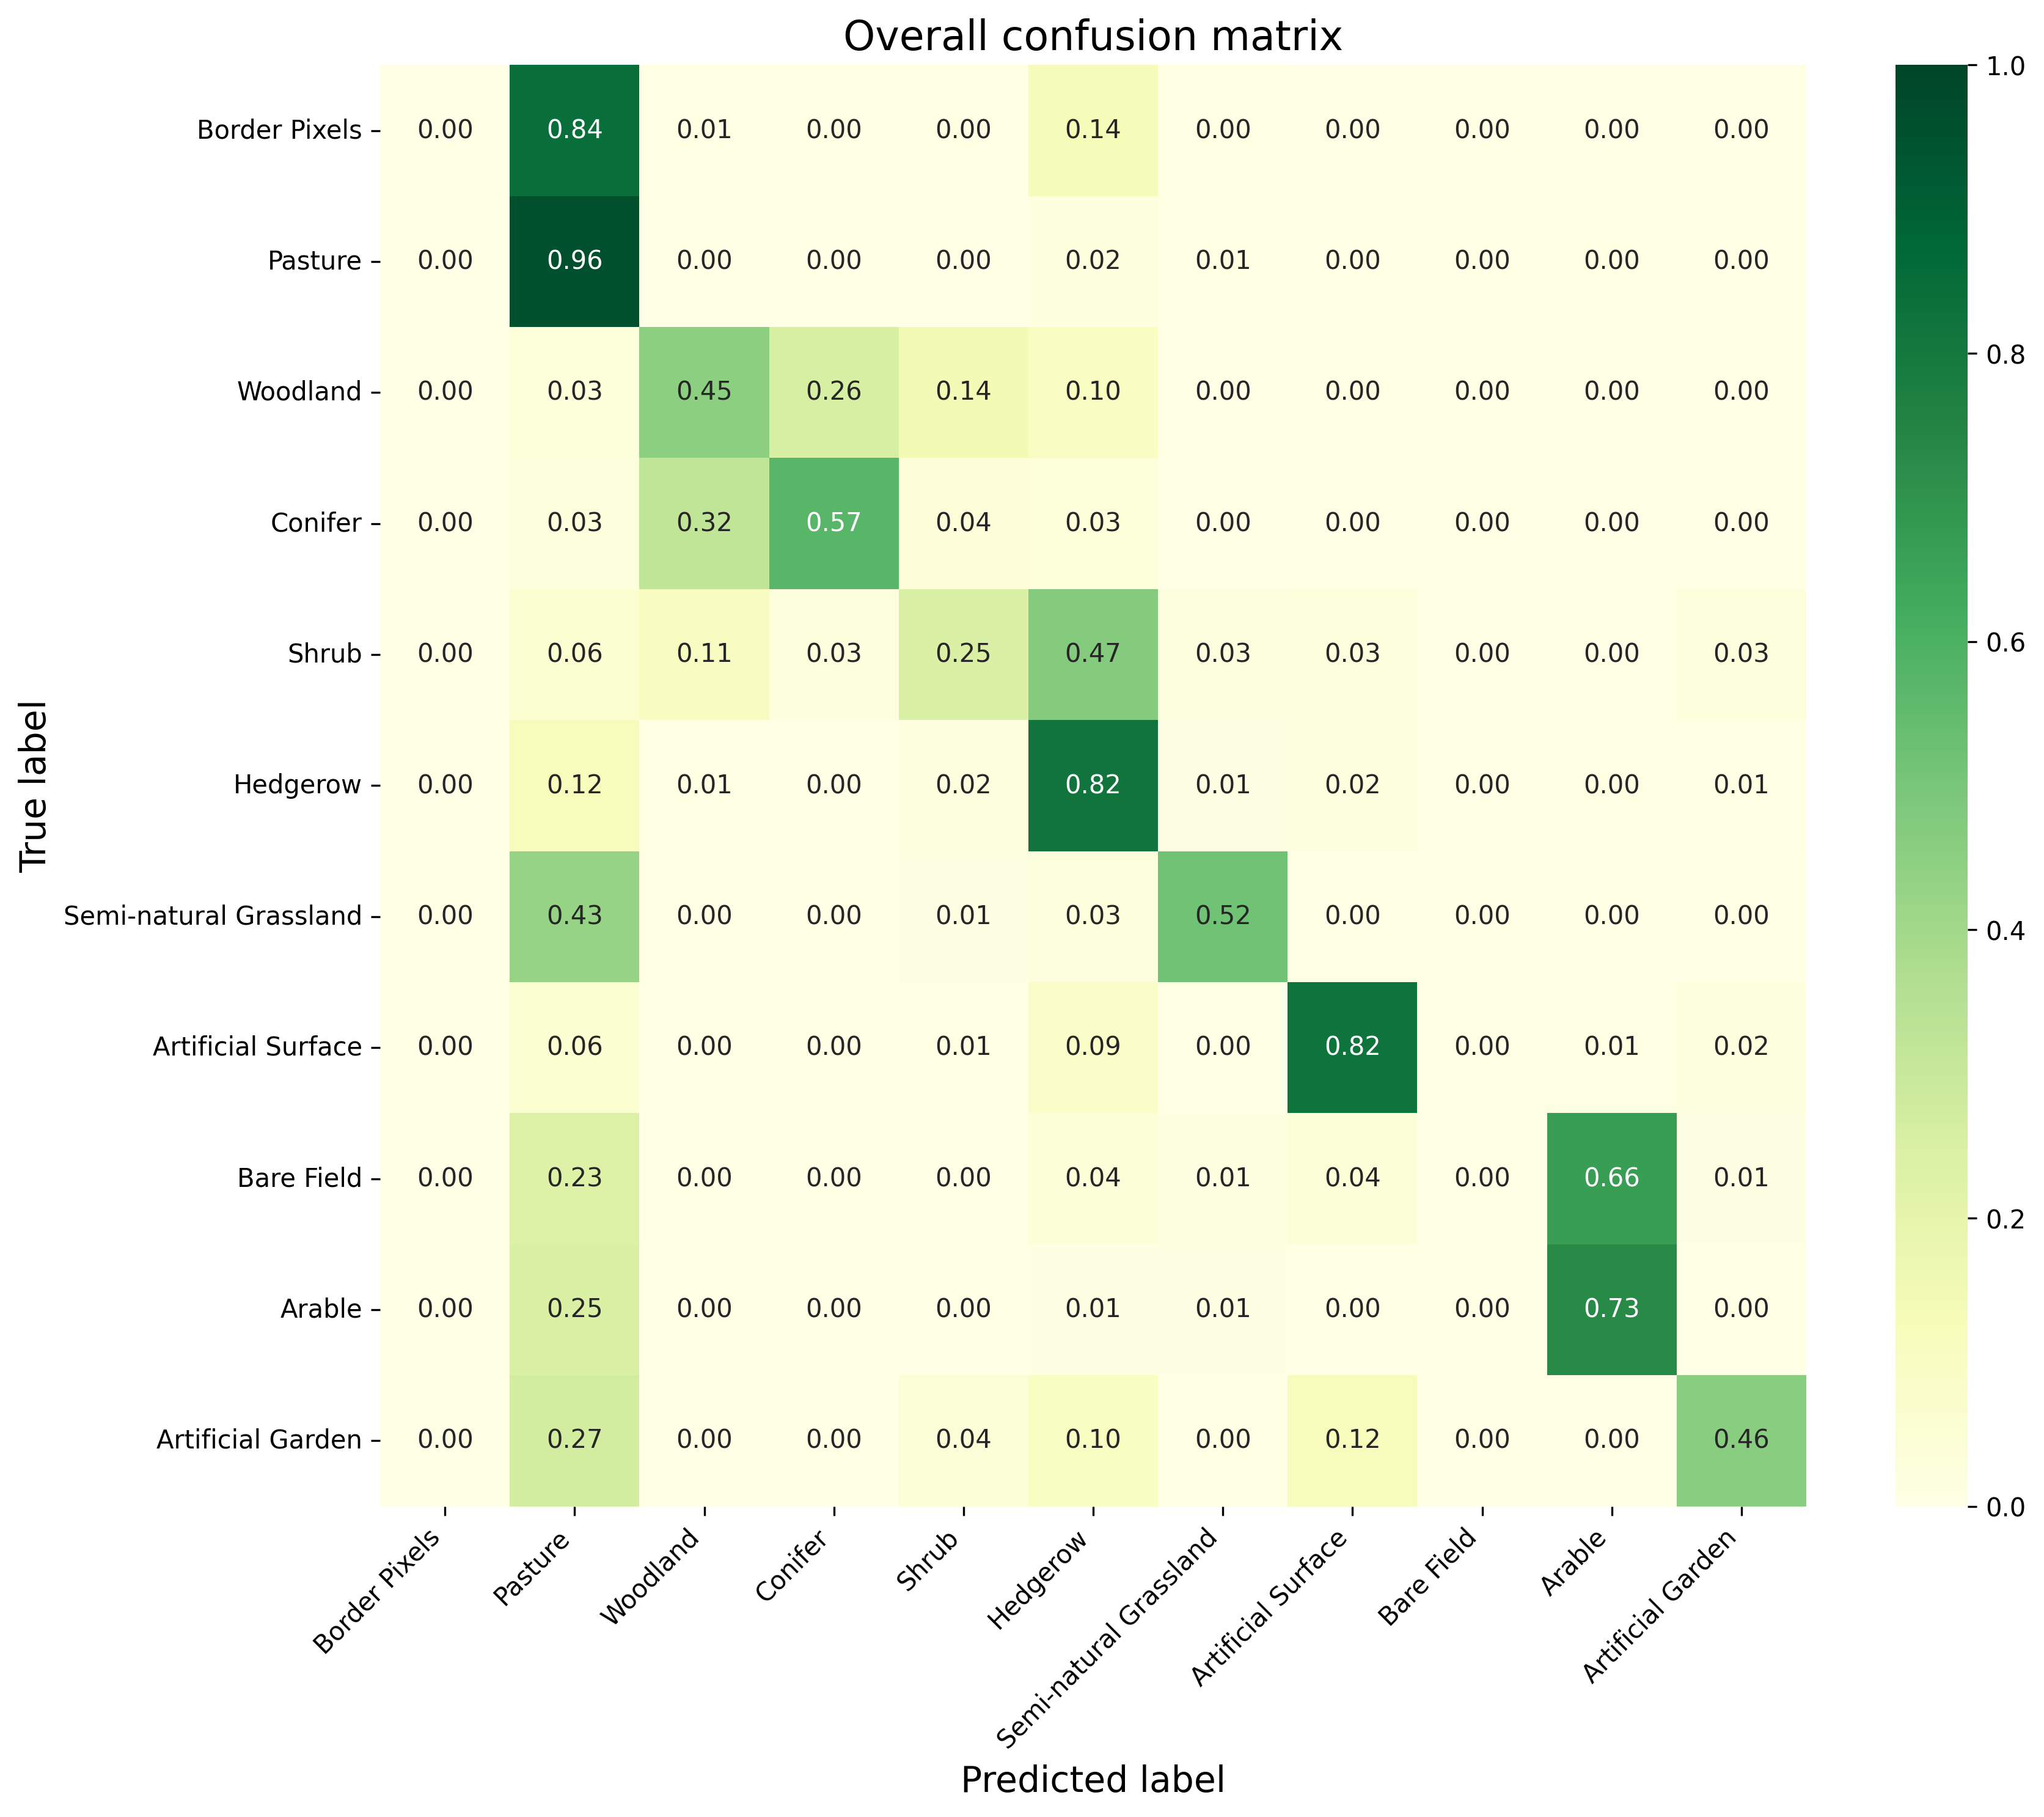 Overall confusion matrix
Border Pixels 0.00 0.84 0.01 0.00 0.00 0.14 0.00 0.00 0.00 0.00 0.00
Pasture 0.00 0.96 0.00 0.00 0.00 0.02 0.01 0.00 0.00 0.00 0.00
Woodland 0.00 0.03 0.45 0.26 0.14 0.10 0.00 0.00 0.00 0.00 0.00
Conifer 0.00 0.03 0.32 0.57 0.04 0.03 0.00 0.00 0.00 0.00 0.00
Shrub 0.00 0.06 0.11 0.03 0.25 0.47 0.03 0.03 0.00 0.00 0.03
Hedgerow 0.00 0.12 0.01 0.00 0.02 0.82 0.01 0.02 0.00 0.00 0.01
Semi-natural Grassland 0.00 0.43 0.00 0.00 0.01 0.03 0.52 0.00 0.00 0.00 0.00
Artificial Surface 0.00 0.06 0.00 0.00 0.01 0.09 0.00 0.82 0.00 0.01 0.02
Bare Field 0.00 0.23 0.00 0.00 0.00 0.04 0.01 0.04 0.00 0.66 0.01
Arable 0.00 0.25 0.00 0.00 0.00 0.01 0.01 0.00 0.00 0.73 0.00
Artificial Garden 0.00 0.27 0.00 0.00 0.04 0.10 0.00 0.12 0.00 0.00 0.46
True label
Border Pixels
Pasture
Woodland
Conifer
Shrub
Hedgerow
Semi-natural Grassland
Artificial Surface
Bare Field
Arable
Artificial Garden
Predicted label
1.0
0.8
0.6
0.4
0.2
0.0